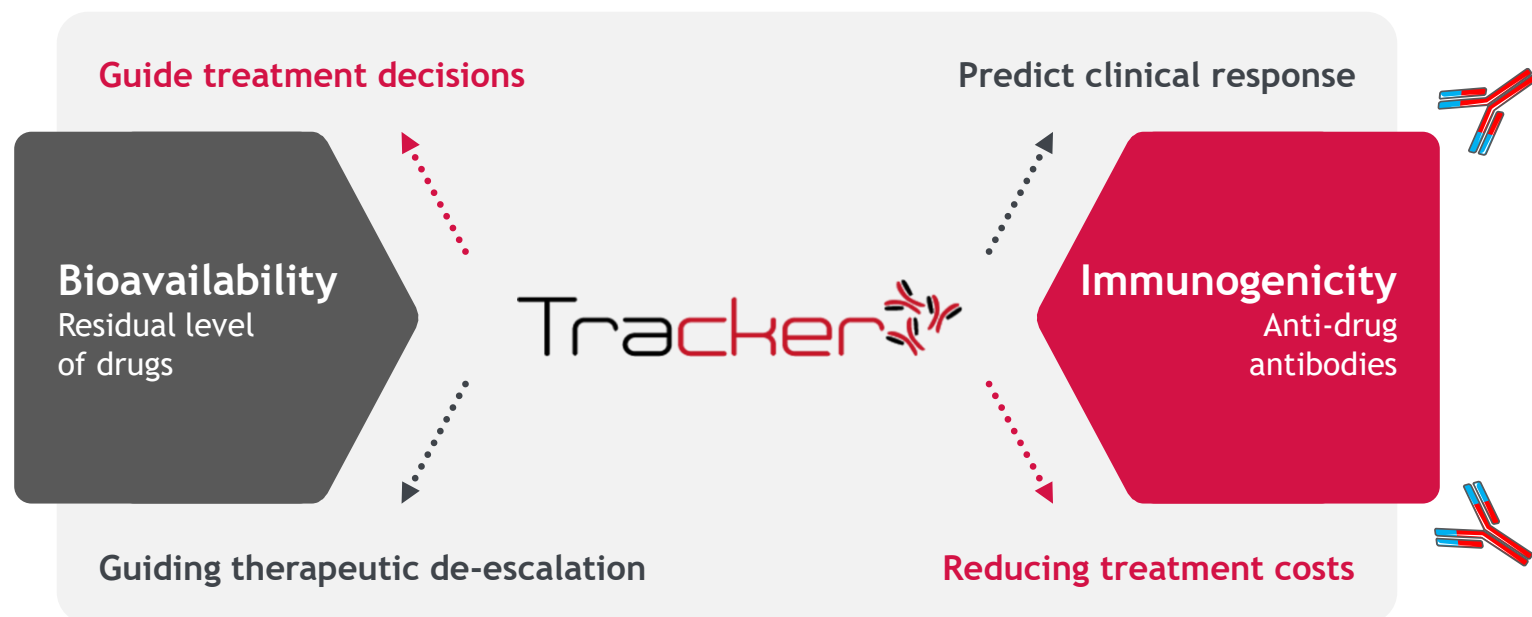 Guide treatment decisions
Predict clinical response
Bioavailability
Residual level
of drugs
Tracker
Immunogenicity
Anti-drug
antibodies
Guiding therapeutic de-escalation
Reducing treatment costs